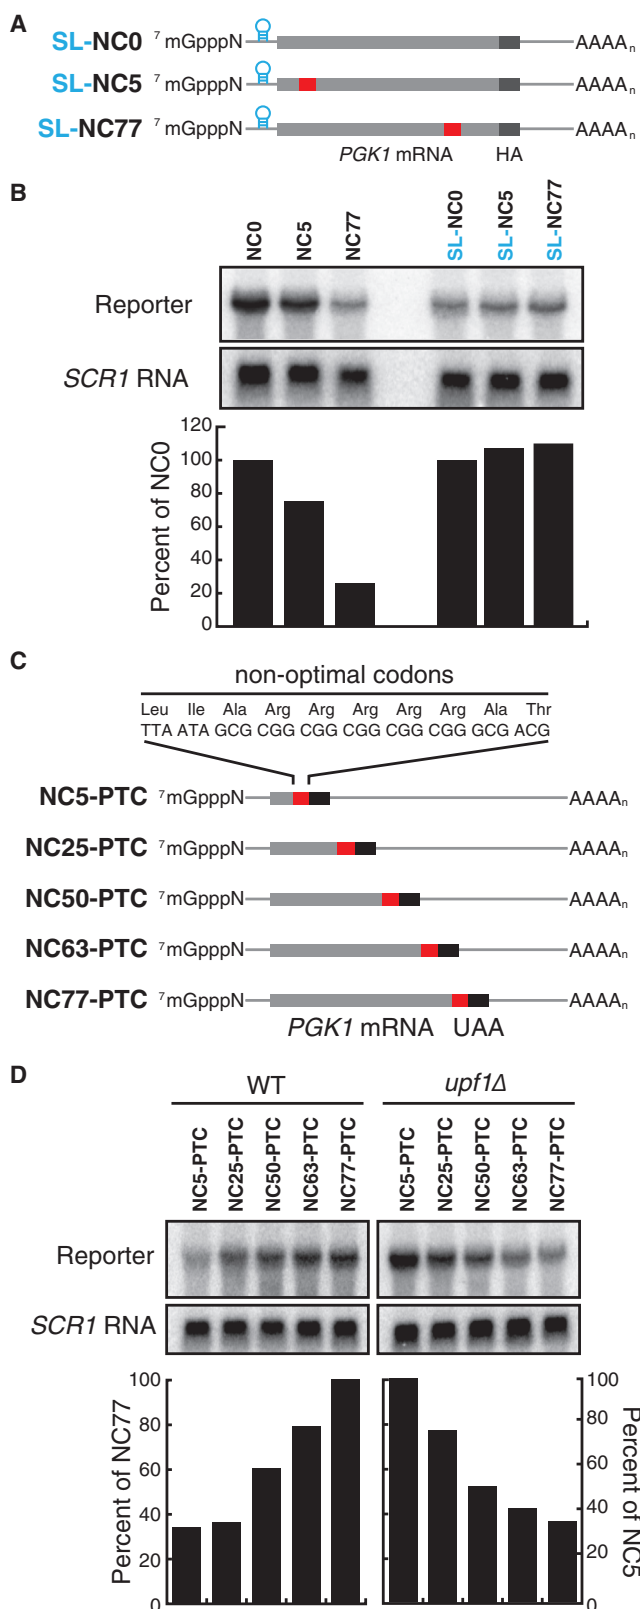 A
SL-NC0 ⁷mGpppN AAAAₙ
SL-NC5 ⁷mGpppN AAAAₙ
SL-NC77 ⁷mGpppN AAAAₙ
PGK1 mRNA HA
B
NC0 NC5 NC77 SL-NC0 SL-NC5 SL-NC77
Reporter
SCR1 RNA
Percent of NC0
120
100
80
60
40
20
0
C
non-optimal codons
Leu Ile Ala Arg Arg Arg Arg Arg Ala Thr
TTA ATA GCG CGG CGG CGG CGG CGG GCG ACG
NC5-PTC ⁷mGpppN AAAAₙ
NC25-PTC ⁷mGpppN AAAAₙ
NC50-PTC ⁷mGpppN AAAAₙ
NC63-PTC ⁷mGpppN AAAAₙ
NC77-PTC ⁷mGpppN AAAAₙ
PGK1 mRNA UAA
D
WT upf1Δ
NC5-PTC NC25-PTC NC50-PTC NC63-PTC NC77-PTC NC5-PTC NC25-PTC NC50-PTC NC63-PTC NC77-PTC
Reporter
SCR1 RNA
Percent of NC77
100
80
60
40
20
0
100
80
60
40
20
0
Percent of NC5